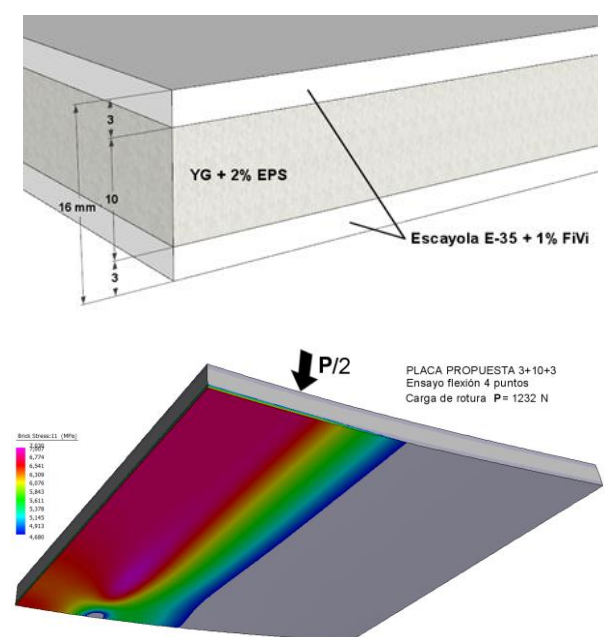 3
10
16 mm
3
YG + 2% EPS
Escayola E-35 + 1% FiVi
P/2
PLACA PROPUESTA 3+10+3
Ensayo flexión 4 puntos
Carga de rotura P = 1232 N
Brick Stress:11 (MPa)
6,774
6,541
6,309
6,076
5,843
5,611
5,378
5,145
4,913
4,680